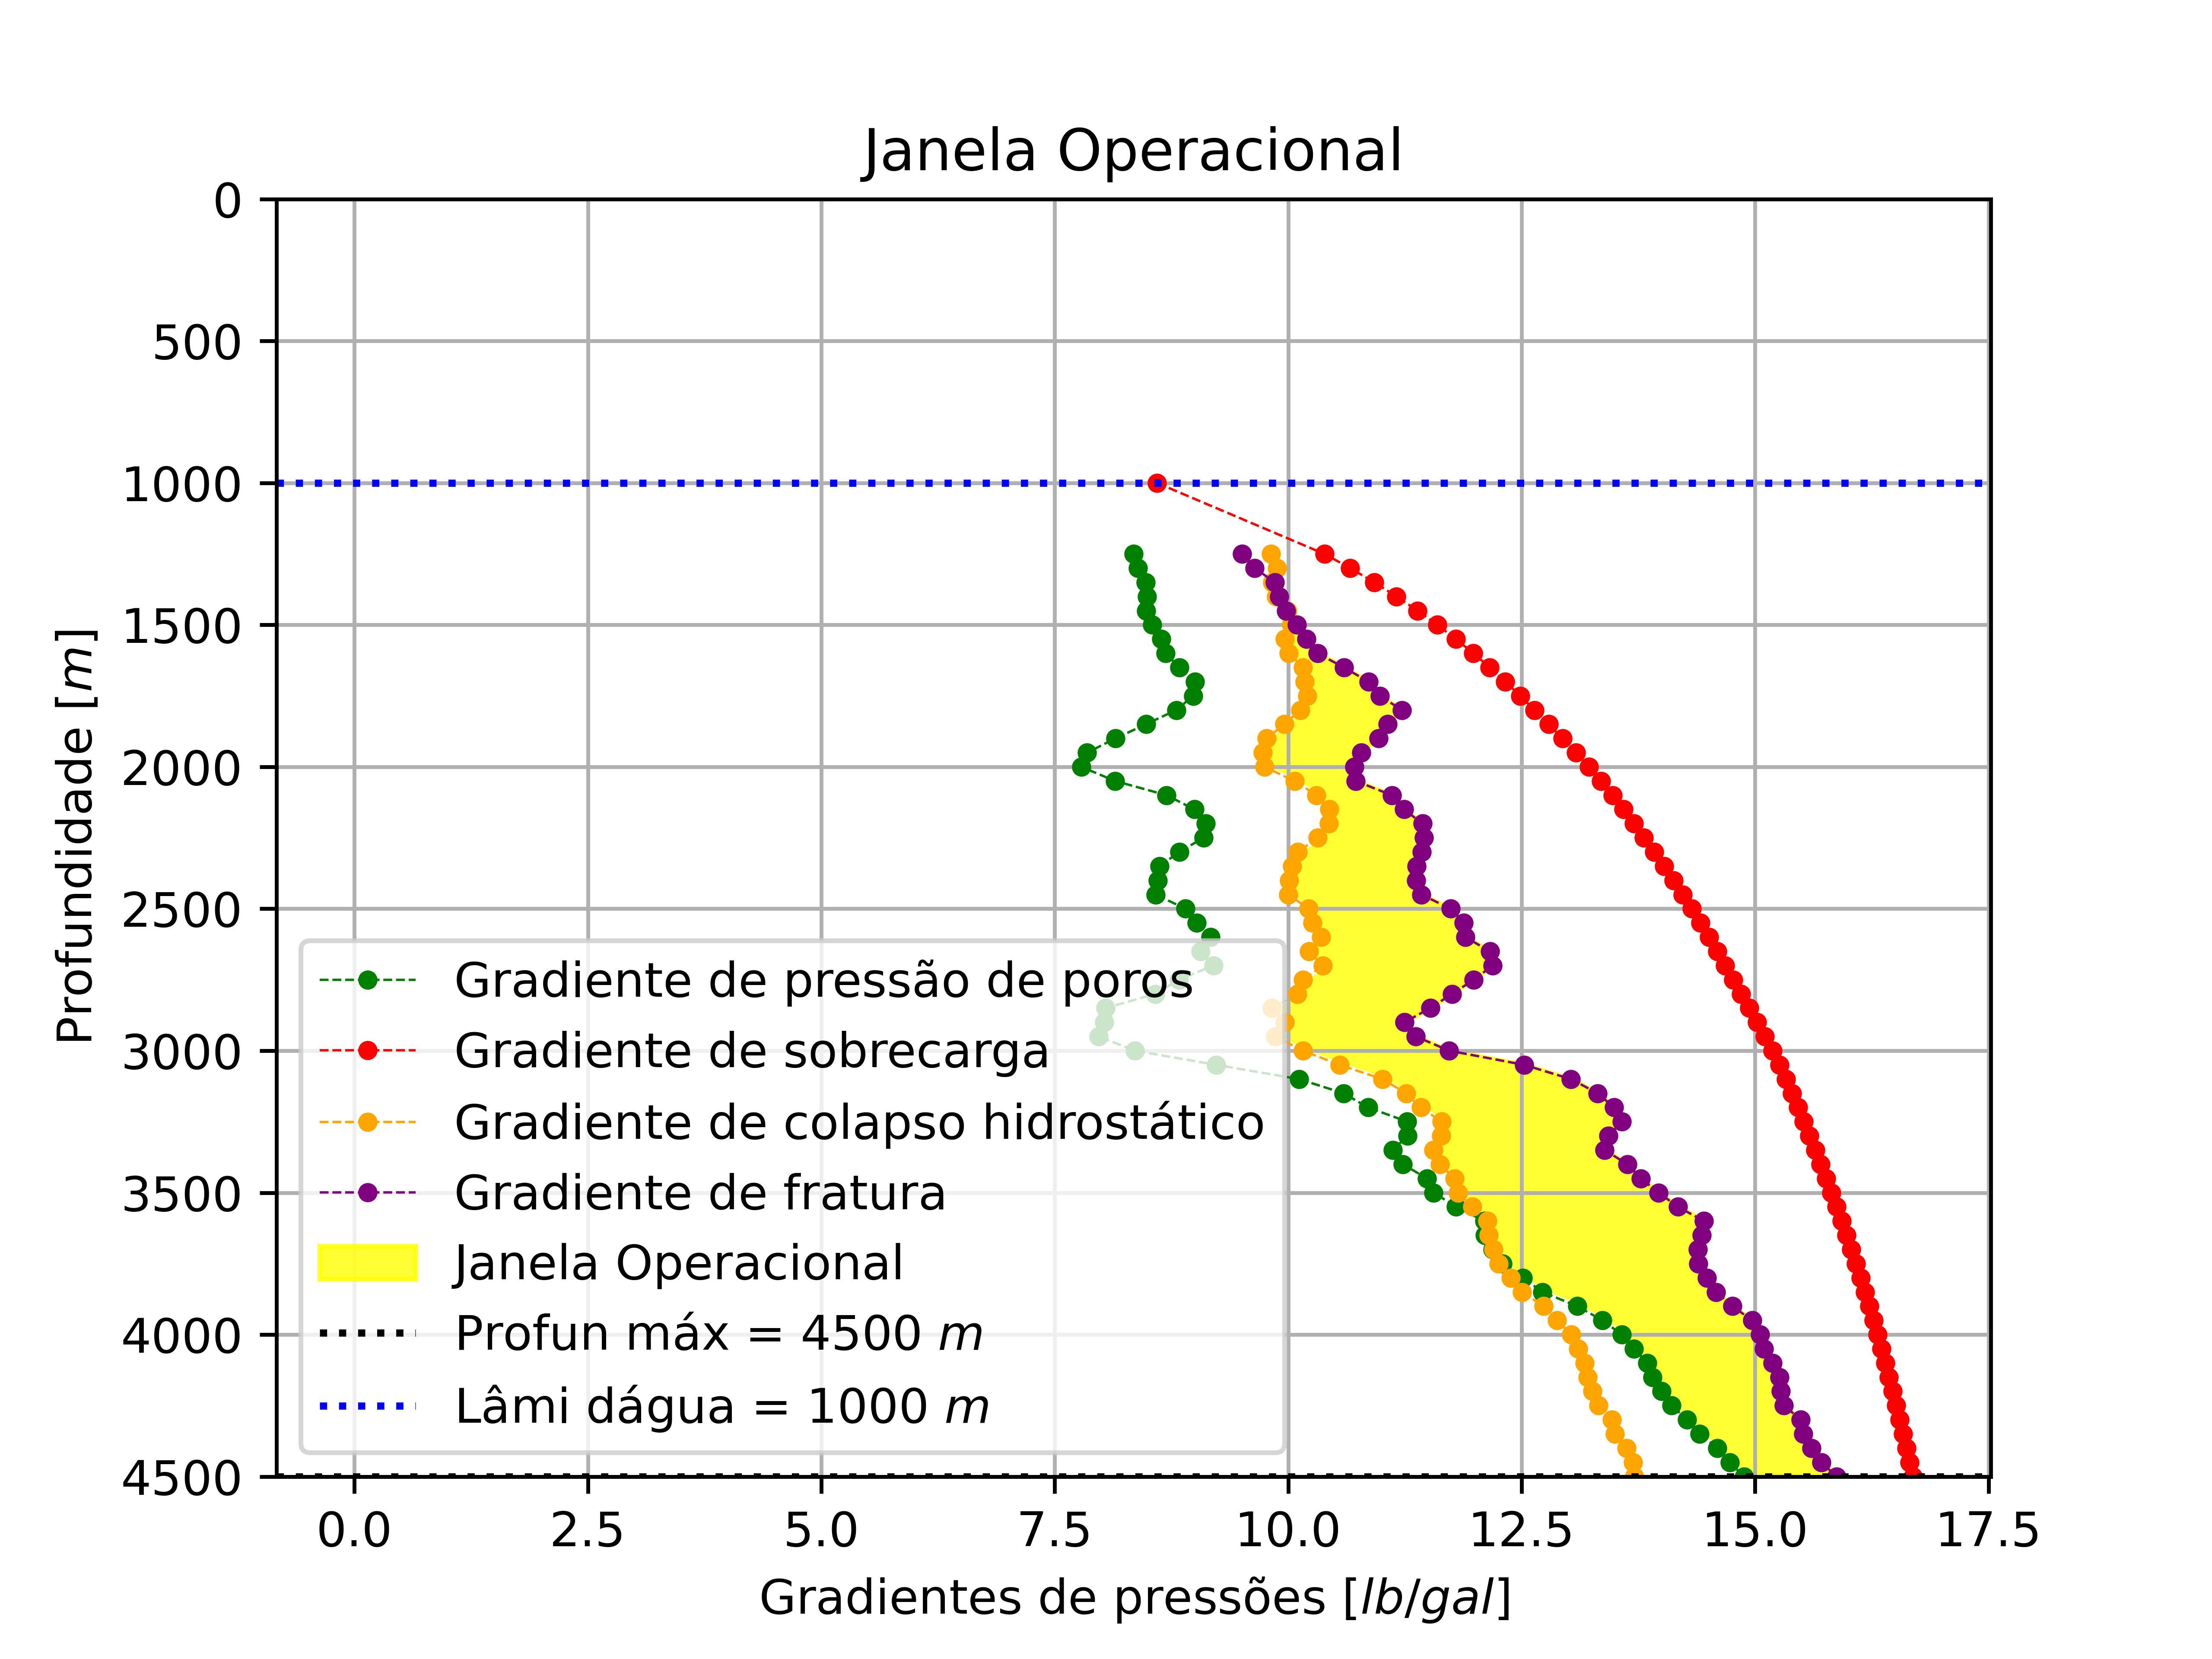 Janela Operacional
0
500
1000
1500
2000
2500
3000
3500
4000
4500
Profundidade [m]
Gradiente de pressão de poros
Gradiente de sobrecarga
Gradiente de colapso hidrostático
Gradiente de fratura
Janela Operacional
Profun máx = 4500 m
Lâmi dágua = 1000 m
0.0 2.5 5.0 7.5 10.0 12.5 15.0 17.5
Gradientes de pressões [lb/gal]